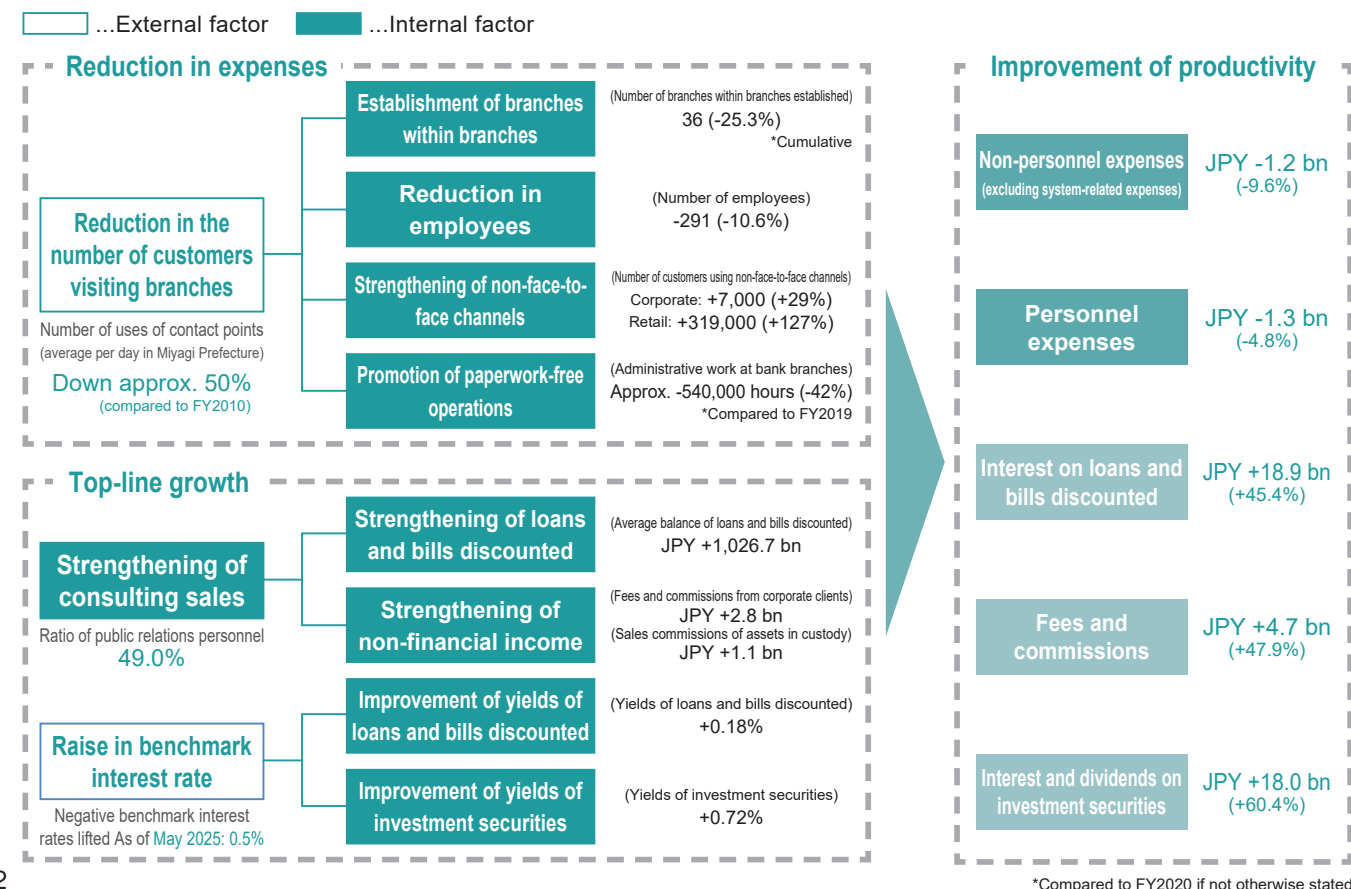 ...External factor
...Internal factor
Reduction in expenses
Reduction in the
number of customers
visiting branches
Number of uses of contact points
(average per day in Miyagi Prefecture)
Down approx. 50%
(compared to FY2010)
Establishment of branches
within branches
(Number of branches within branches established)
36 (-25.3%)
*Cumulative
Reduction in
employees
(Number of employees)
-291 (-10.6%)
Strengthening of non-face-to-
face channels
(Number of customers using non-face-to-face channels)
Corporate: +7,000 (+29%)
Retail: +319,000 (+127%)
Promotion of paperwork-free
operations
(Administrative work at bank branches)
Approx. -540,000 hours (-42%)
*Compared to FY2019
Top-line growth
Strengthening of
consulting sales
Ratio of public relations personnel
49.0%
Strengthening of loans
and bills discounted
(Average balance of loans and bills discounted)
JPY +1,026.7 bn
Strengthening of
non-financial income
(Fees and commissions from corporate clients)
JPY +2.8 bn
(Sales commissions of assets in custody)
JPY +1.1 bn
Raise in benchmark
interest rate
Negative benchmark interest
rates lifted As of May 2025: 0.5%
Improvement of yields of
loans and bills discounted
(Yields of loans and bills discounted)
+0.18%
Improvement of yields of
investment securities
(Yields of investment securities)
+0.72%
Improvement of productivity
Non-personnel expenses
(excluding system-related expenses)
JPY -1.2 bn
(-9.6%)
Personnel
expenses
JPY -1.3 bn
(-4.8%)
Interest on loans and
bills discounted
JPY +18.9 bn
(+45.4%)
Fees and
commissions
JPY +4.7 bn
(+47.9%)
Interest and dividends on
investment securities
JPY +18.0 bn
(+60.4%)
*Compared to FY2020 if not otherwise stated
2